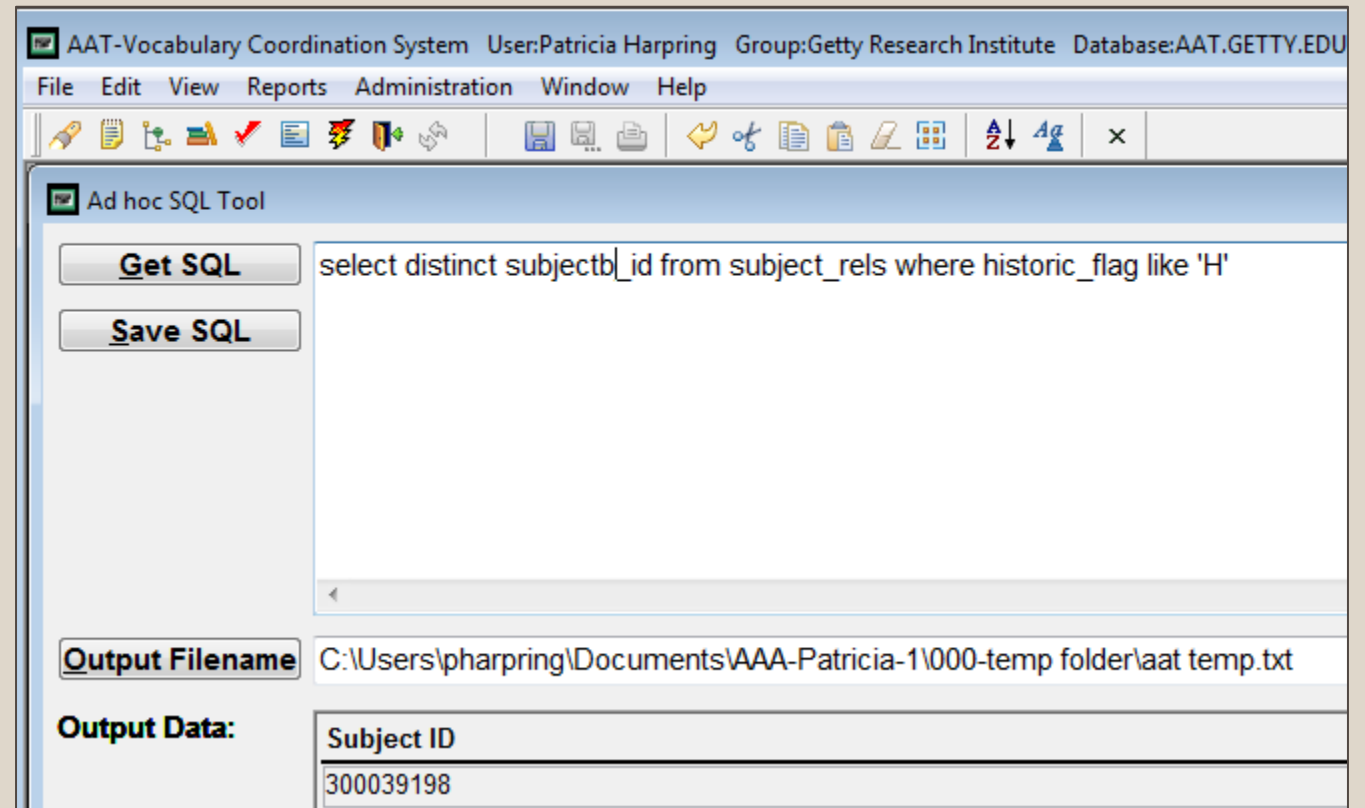 AAT-Vocabulary Coordination System User:Patricia Harpring Group:Getty Research Institute Database:AAT.GETTY.EDU
File Edit View Reports Administration Window Help
Ad hoc SQL Tool
Get SQL
select distinct subjectb_id from subject_rels where historic_flag like 'H'
Save SQL
Output Filename
C:\Users\pharpring\Documents\AAA-Patricia-1\000-temp folder\aat temp.txt
Output Data:
Subject ID
300039198